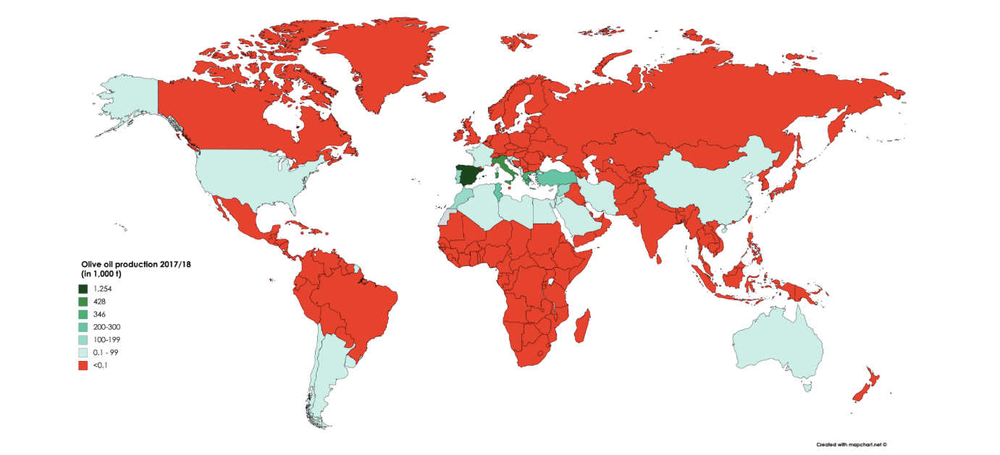 Olive oil production 2017/18
(in 1,000 t)
1,254
428
346
200-300
100-199
0.1 - 99
<0.1
Created with mapchart.net ©